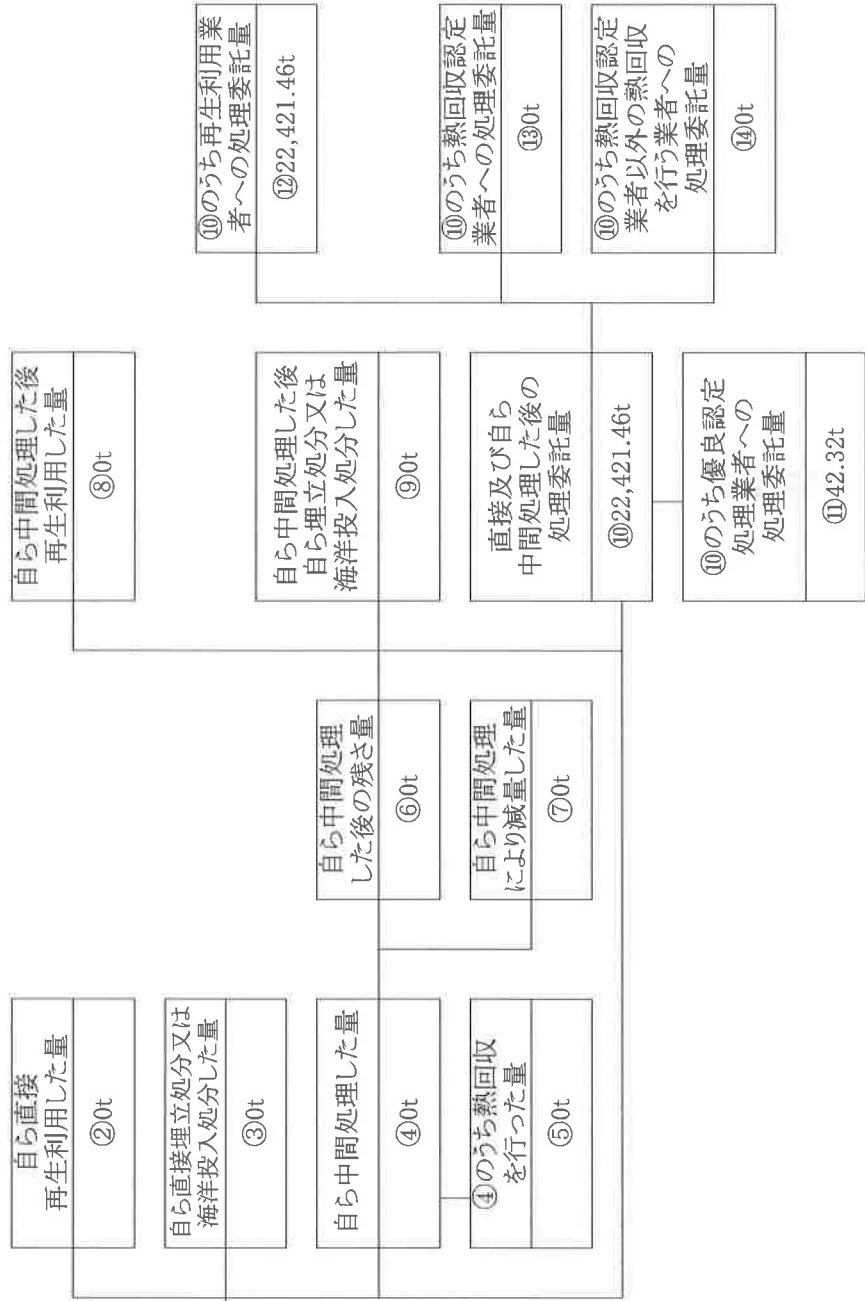 自ら直接
再生利用した量
②0t
自ら直接埋立処分又は
海洋投入処分した量
③0t
自ら中間処理した量
④0t
④のうち熱回収
を行った量
⑤0t
自ら中間処理
した後の残さ量
⑥0t
自ら中間処理
により減量した量
⑦0t
自ら中間処理した後
再生利用した量
⑧0t
自ら中間処理した後
自ら埋立処分又は
海洋投入処分した量
⑨0t
直接及び自ら
中間処理した後の
処理委託量
⑩22,421.46t
⑩のうち優良認定
処理業者への
処理委託量
⑪42.32t
⑩のうち再生利用業
者への処理委託量
⑫22,421.46t
⑩のうち熱回収認定
業者への処理委託量
⑬0t
⑩のうち熱回収認定
業者以外の熱回収
を行う業者への
処理委託量
⑭0t